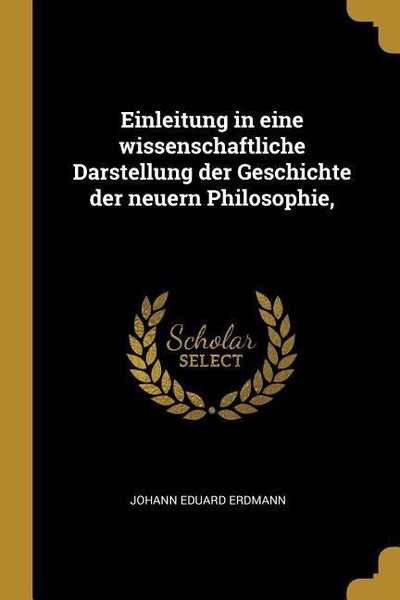 Einleitung in eine
wissenschaftliche
Darstellung der Geschichte
der neuern Philosophie,
Scholar
SELECT
JOHANN EDUARD ERDMANN